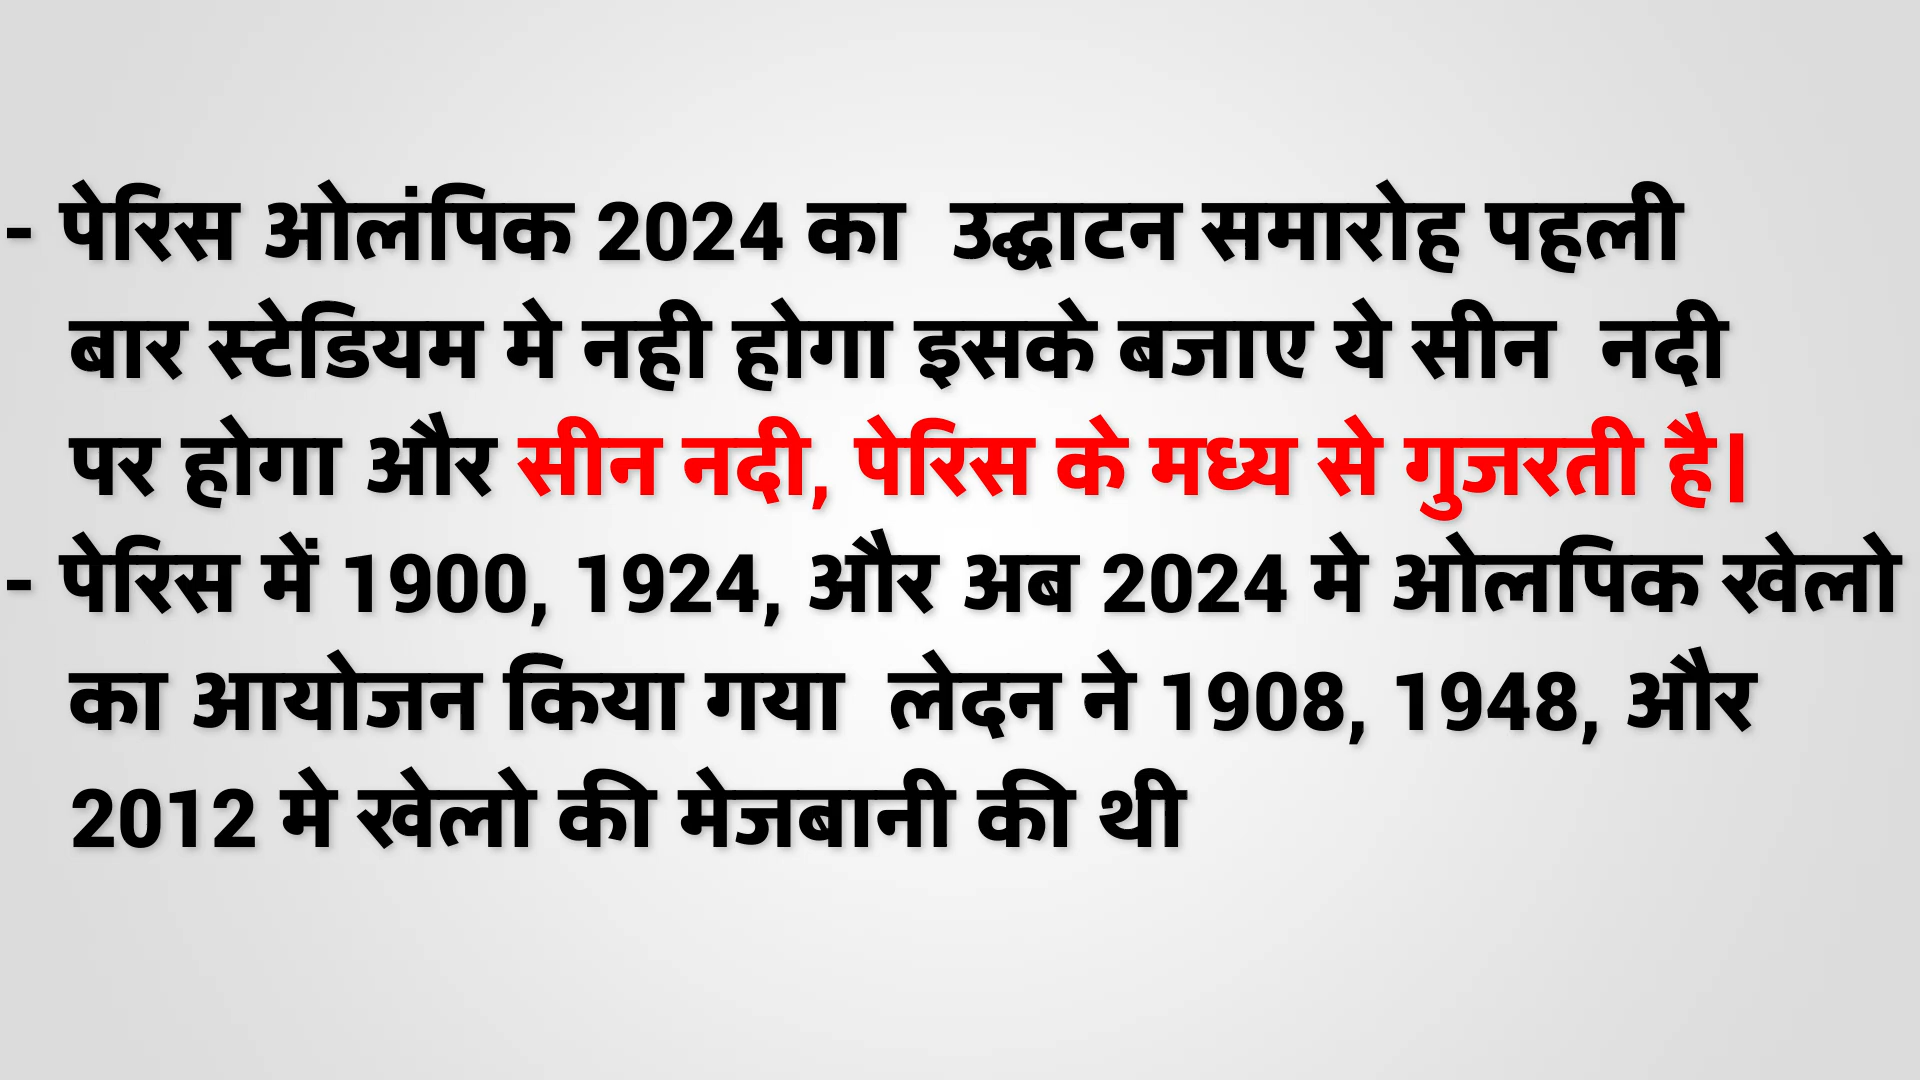 - पेरिस ओलंपिक 2024 का उद्धाटन समारोह पहली
बार स्टेडियम मे नही होगा इसके बजाए ये सीन नदी
पर होगा और सीन नदी, पेरिस के मध्य से गुजरती है।
- पेरिस में 1900, 1924, और अब 2024 मे ओलपिक खेलो
का आयोजन किया गया लेदन ने 1908, 1948, और
2012 मे खेलो की मेजबानी की थी